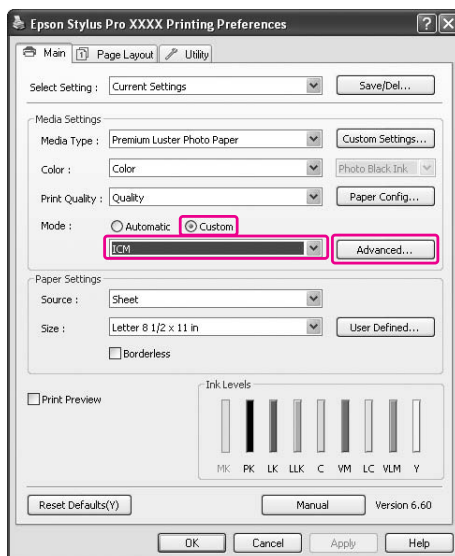 Epson Stylus Pro XXXX Printing Preferences
Main Page Layout Utility
Select Setting : Current Settings Save/Del...
Media Settings
Media Type : Premium Luster Photo Paper Custom Settings...
Color : Color Photo Black Ink
Print Quality : Quality Paper Config...
Mode : Automatic Custom
ICM Advanced...
Paper Settings
Source : Sheet
Size : Letter 8 1/2 x 11 in User Defined...
Borderless
Print Preview
Ink Levels
MK PK LK LLK C VM LC VLM Y
Reset Defaults(Y) Manual Version 6.60
OK Cancel Apply Help